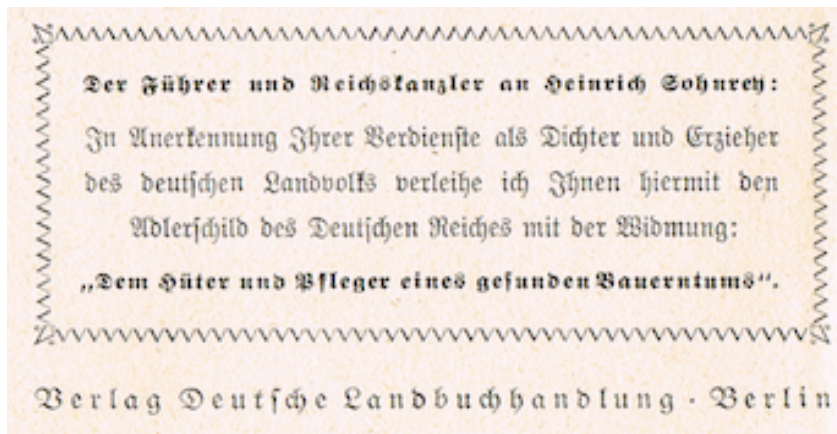 Der Führer und Reichskanzler an Heinrich Sohnrey:
In Anerkennung Ihrer Verdienste als Dichter und Erzieher
des deutschen Landvolks verleihe ich Ihnen hiermit den
Adlerschild des Deutschen Reiches mit der Widmung:
„Dem Hüter und Pfleger eines gesunden Bauerntums“.
Verlag Deutsche Landbuchhandlung · Berlin